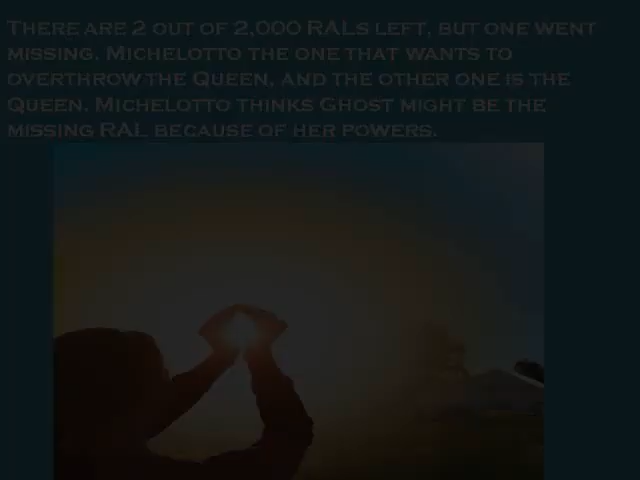 There are 2 out of 2,000 RALs left, but one went
missing. Michelotto the one that wants to
overthrow the Queen, and the other one is the
Queen. Michelotto thinks Ghost might be the
missing RAL because of her powers.